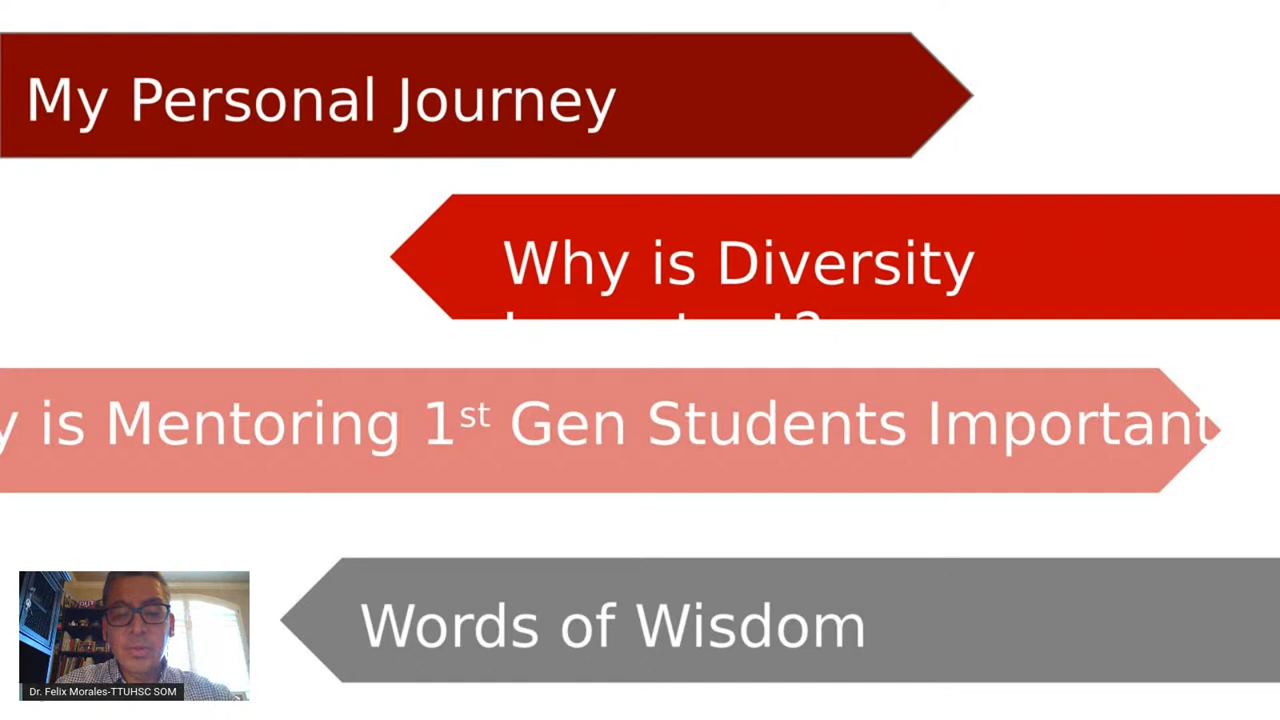 My Personal Journey
Why is Diversity
y is Mentoring 1st Gen Students Important
Words of Wisdom
Dr. Felix Morales-TTUHSC SOM